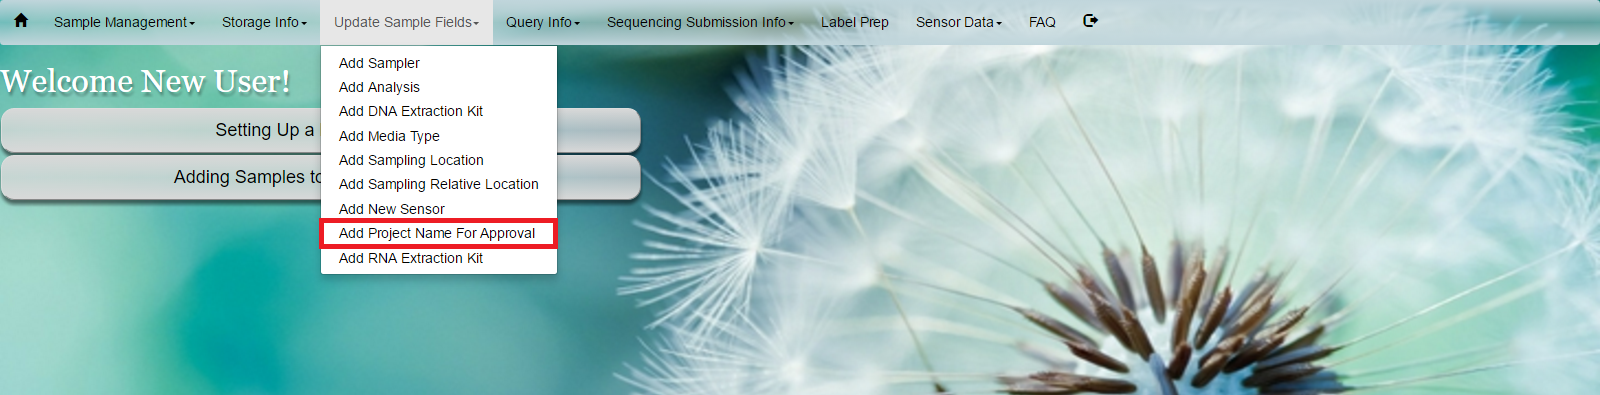 Sample Management Storage Info Update Sample Fields Query Info Sequencing Submission Info Label Prep Sensor Data FAQ
Welcome New User!
Add Sampler
Add Analysis
Add DNA Extraction Kit
Setting Up a
Add Media Type
Add Sampling Location
Adding Samples to
Add Sampling Relative Location
Add New Sensor
Add Project Name For Approval
Add RNA Extraction Kit